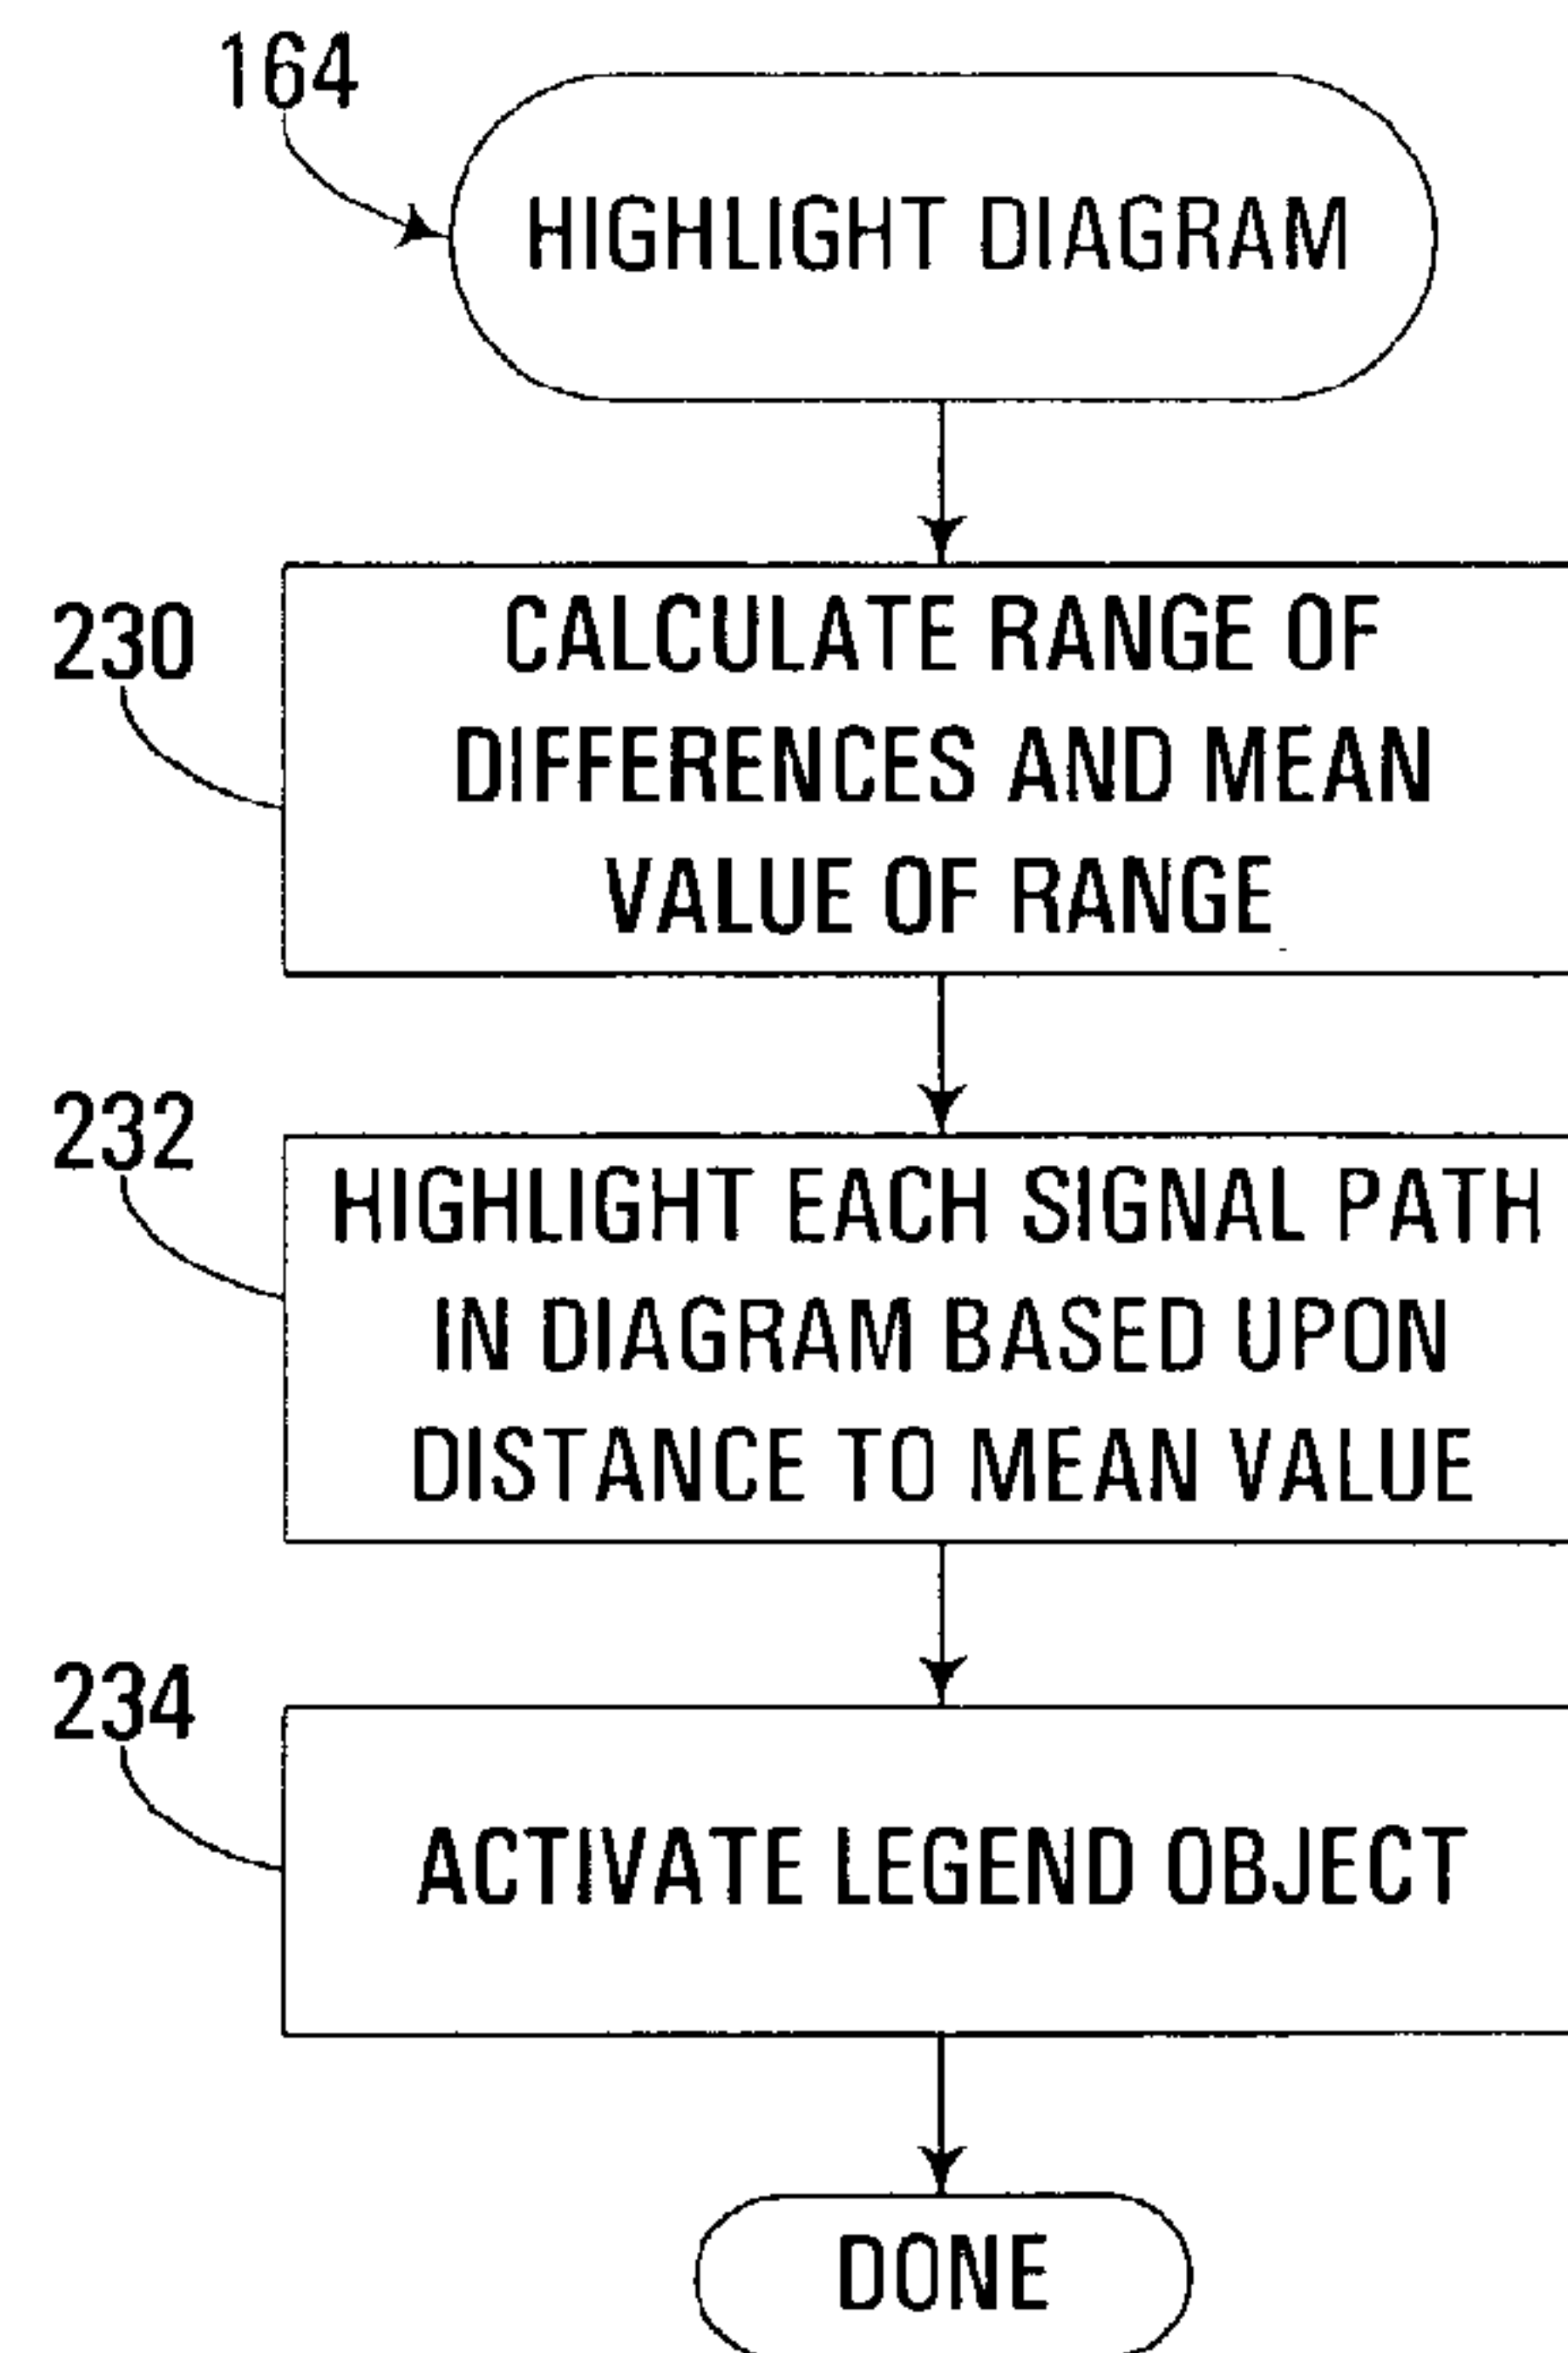 164
HIGHLIGHT DIAGRAM
230
CALCULATE RANGE OF
DIFFERENCES AND MEAN
VALUE OF RANGE
232
HIGHLIGHT EACH SIGNAL PATH
IN DIAGRAM BASED UPON
DISTANCE TO MEAN VALUE
234
ACTIVATE LEGEND OBJECT
DONE